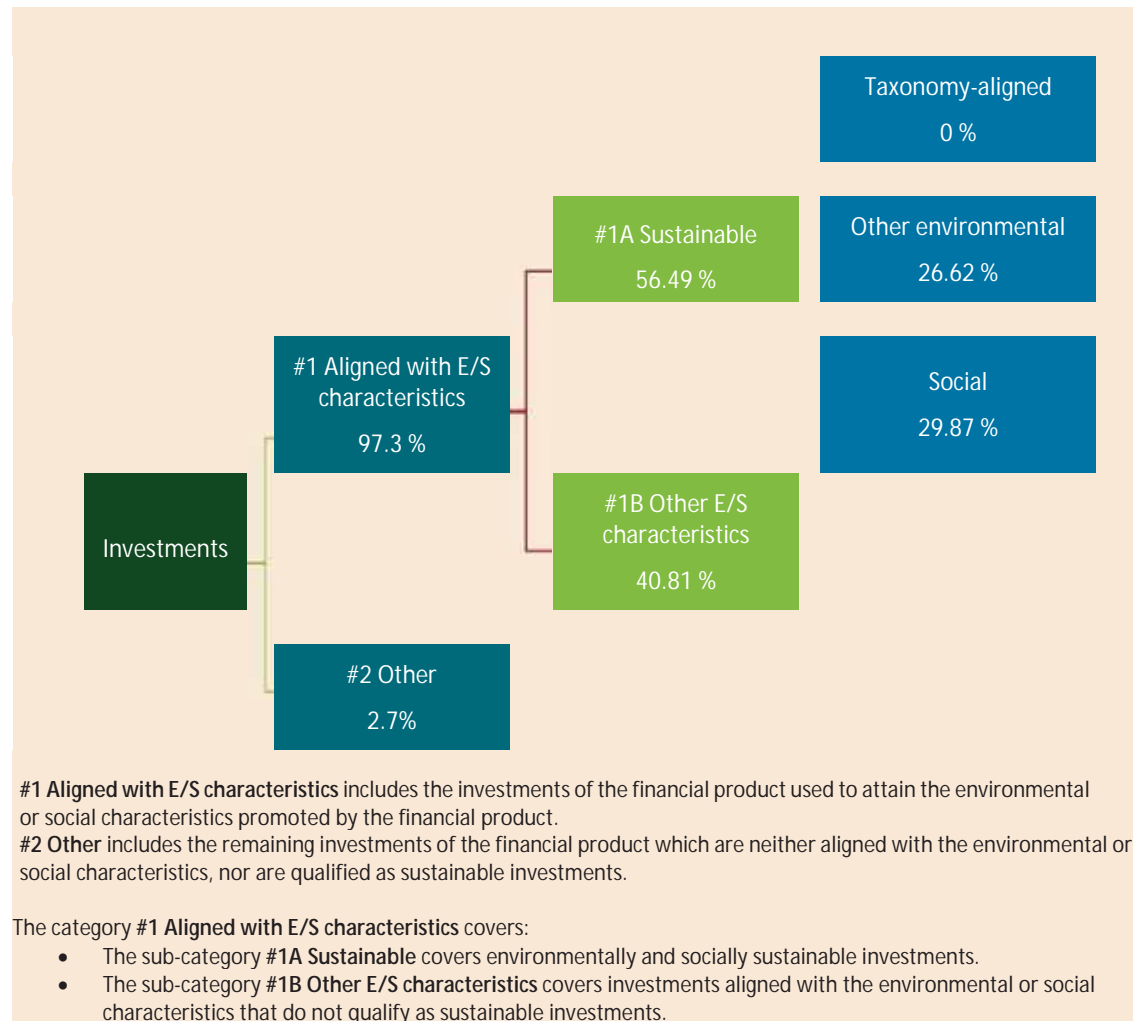 Taxonomy-aligned
0 %
#1A Sustainable
56.49 %
Other environmental
26.62 %
#1 Aligned with E/S
characteristics
97.3 %
Social
29.87 %
Investments
#1B Other E/S
characteristics
40.81 %
#2 Other
2.7%
#1 Aligned with E/S characteristics includes the investments of the financial product used to attain the environmental
or social characteristics promoted by the financial product.
#2 Other includes the remaining investments of the financial product which are neither aligned with the environmental or
social characteristics, nor are qualified as sustainable investments.
The category #1 Aligned with E/S characteristics covers:
• The sub-category #1A Sustainable covers environmentally and socially sustainable investments.
• The sub-category #1B Other E/S characteristics covers investments aligned with the environmental or social
characteristics that do not qualify as sustainable investments.